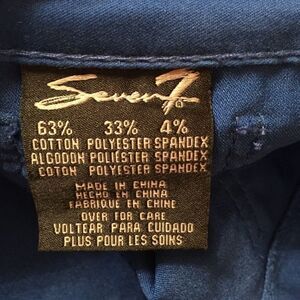 Seven7
63% 33% 4%
COTTON POLYESTER SPANDEX
ALGODON POLIÉSTER SPANDEX
COTON POLYESTER SPANDEX
MADE IN CHINA
HECHO EN CHINA
FABRIQUE EN CHINE
OVER FOR CARE
VOLTEAR PARA CUIDADO
PLUS POUR LES SOINS